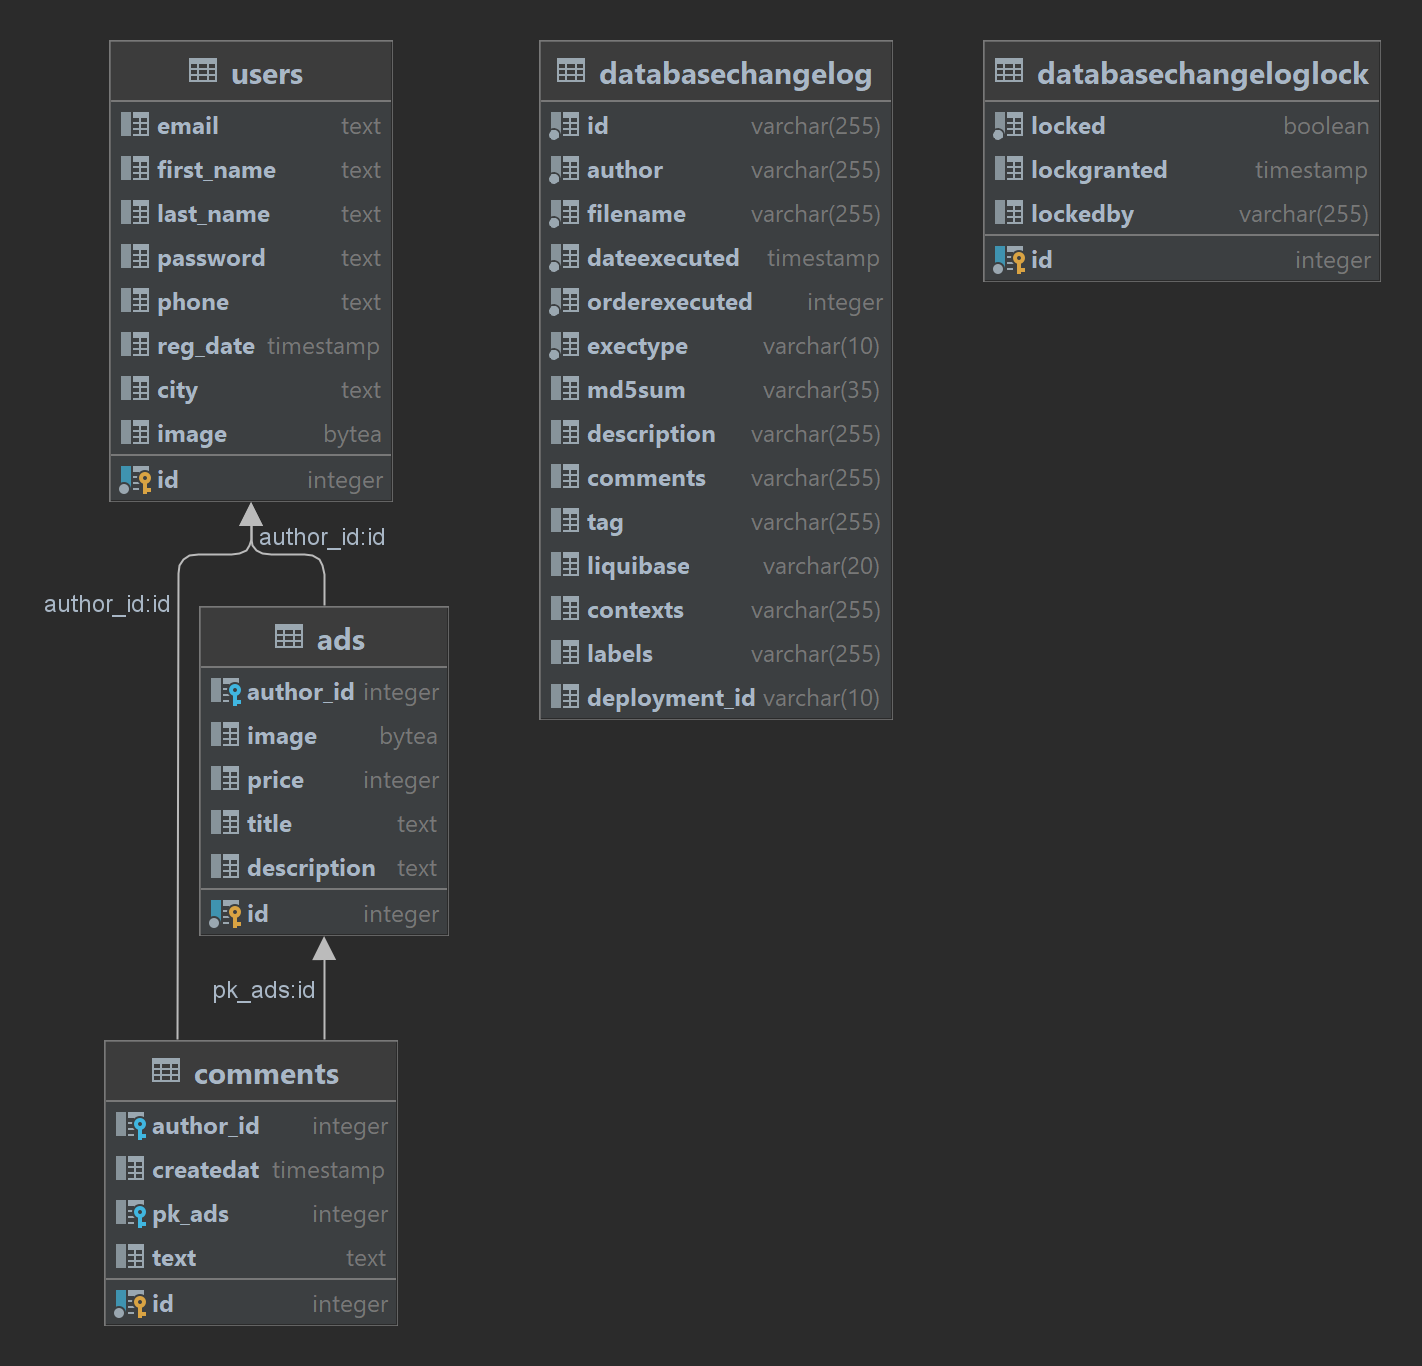 users
email text
first_name text
last_name text
password text
phone text
reg_date timestamp
city text
image bytea
id integer
author_id:id
author_id:id
ads
author_id integer
image bytea
price integer
title text
description text
id integer
pk_ads:id
comments
author_id integer
createdat timestamp
pk_ads integer
text text
id integer
databasechangelog
id varchar(255)
author varchar(255)
filename varchar(255)
dateexecuted timestamp
orderexecuted integer
exectype varchar(10)
md5sum varchar(35)
description varchar(255)
comments varchar(255)
tag varchar(255)
liquibase varchar(20)
contexts varchar(255)
labels varchar(255)
deployment_id varchar(10)
databasechangeloglock
locked boolean
lockgranted timestamp
lockedby varchar(255)
id integer